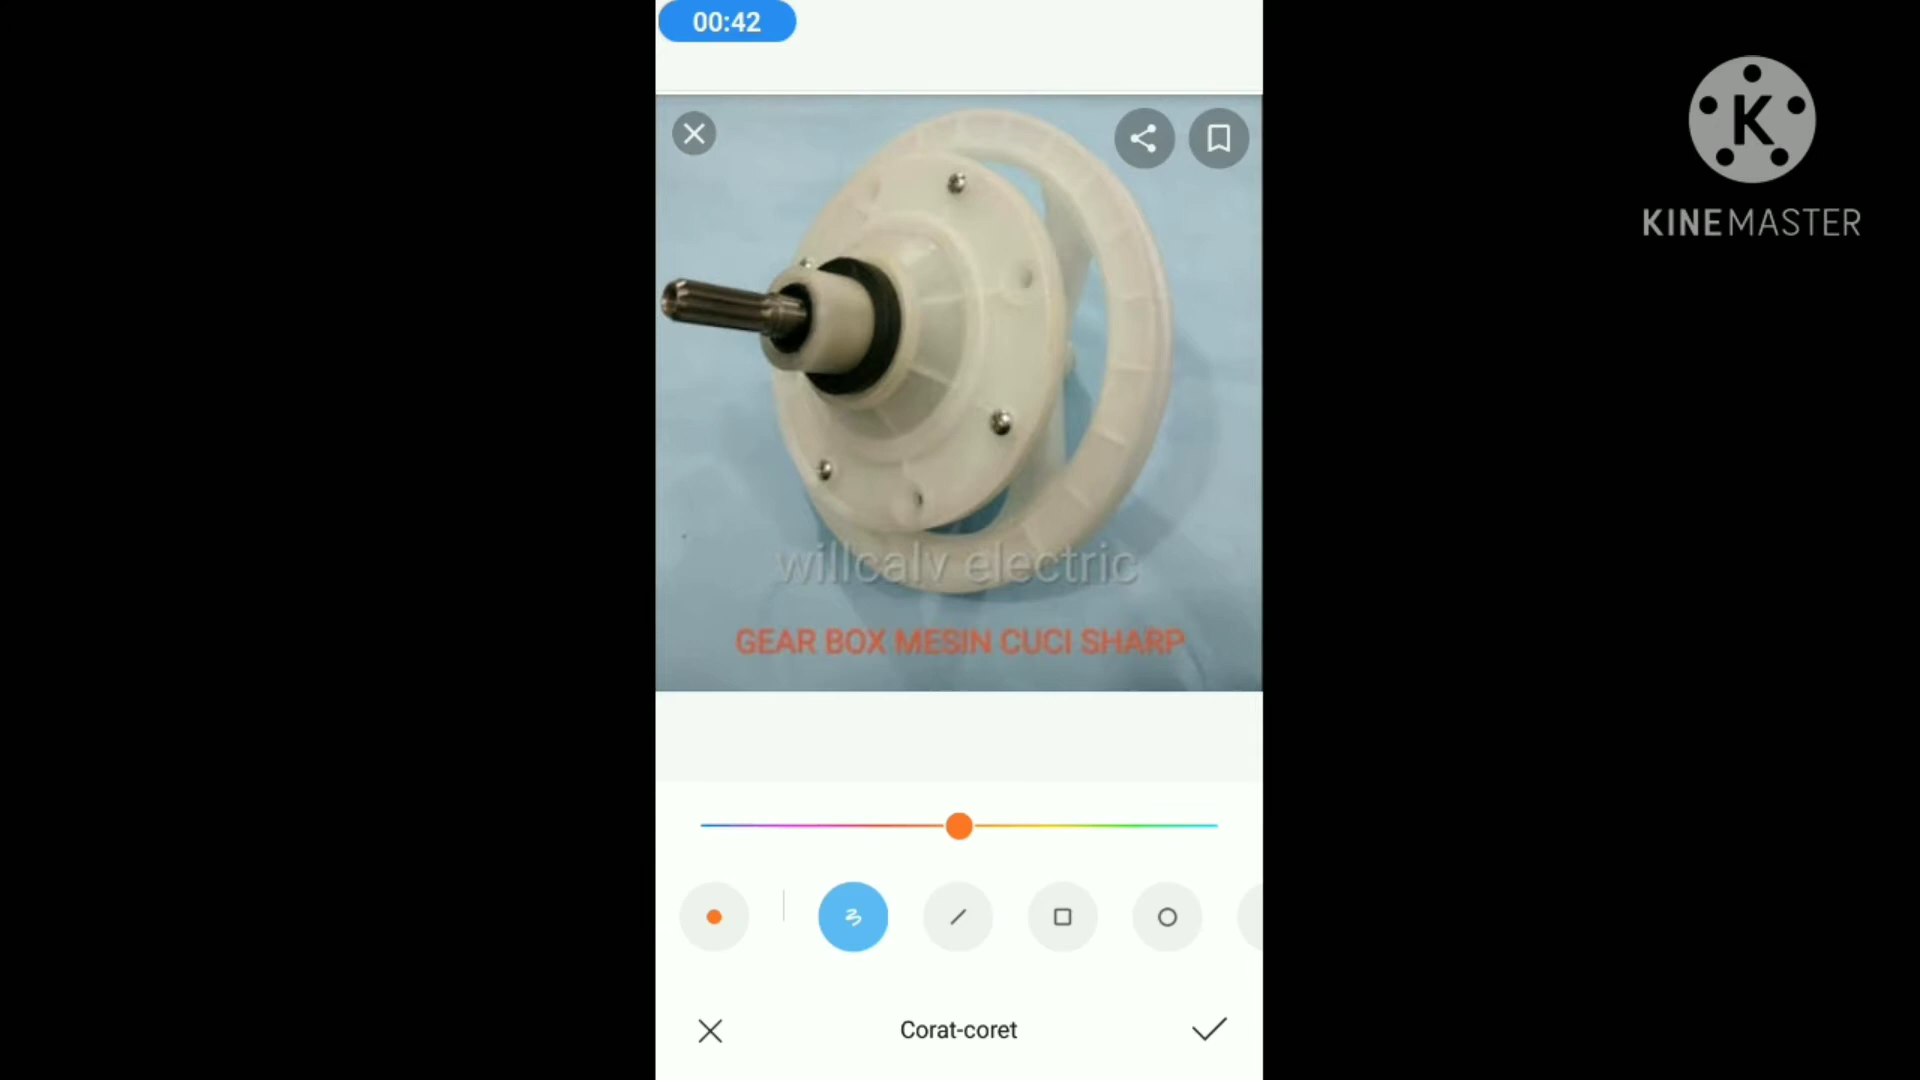 00:42
KINEMASTER
willcalv electric
GEAR BOX MESIN CUCI SHARP
Corat-coret